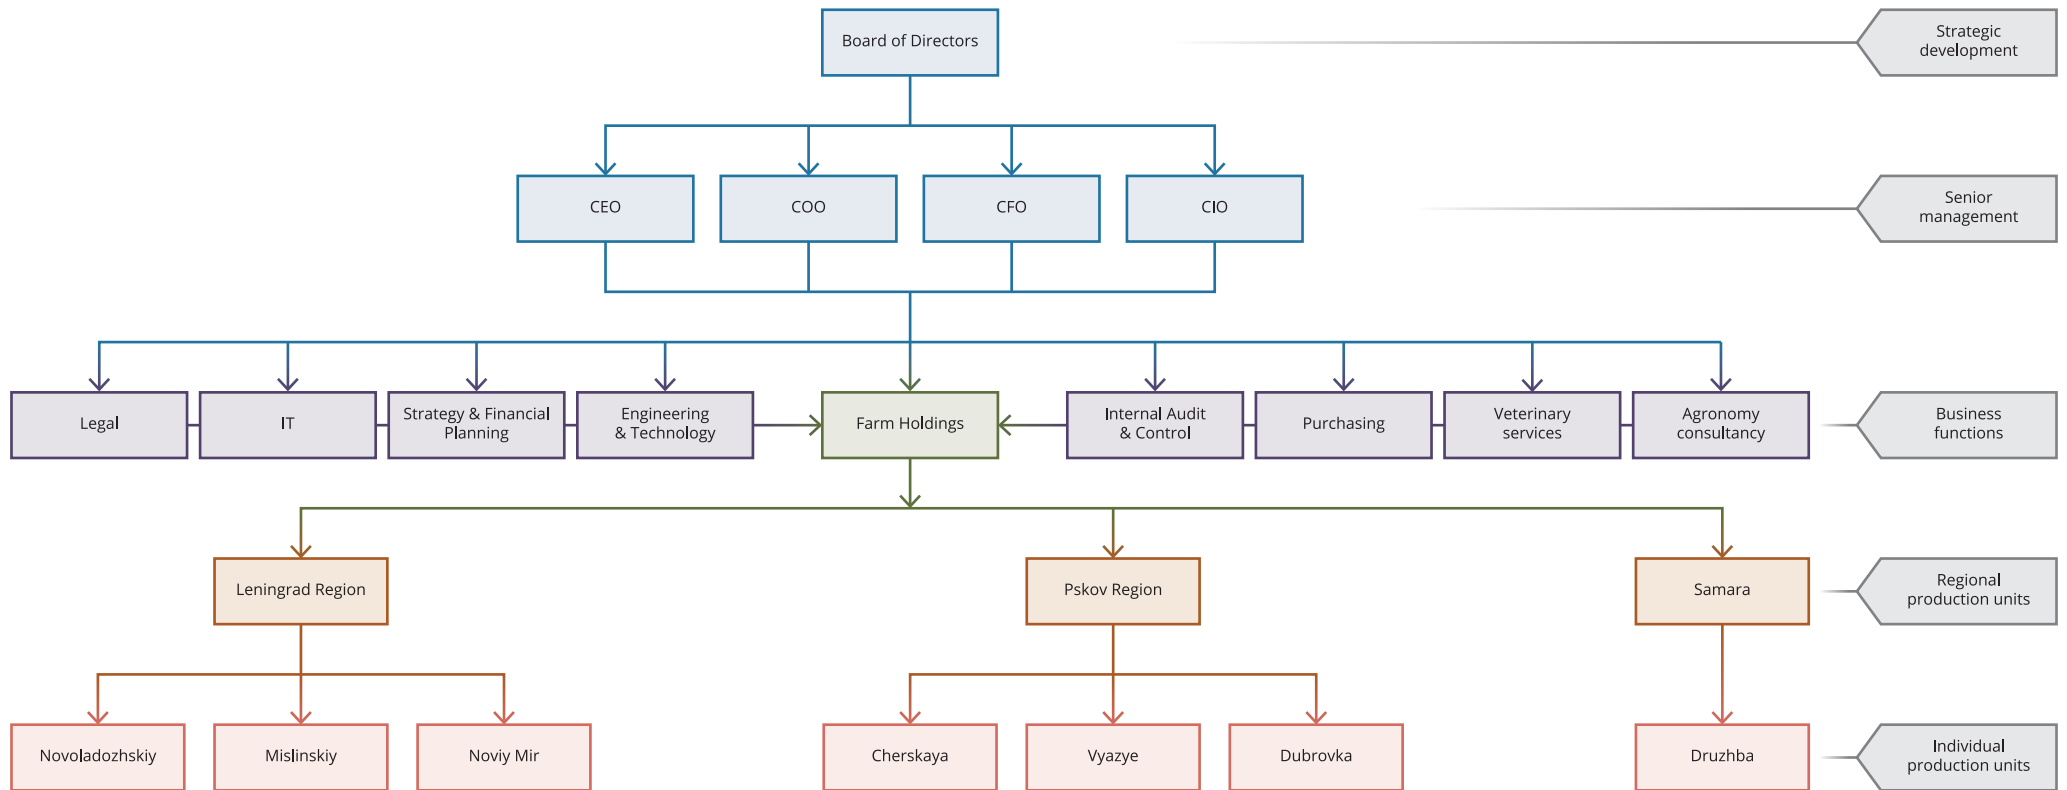 Board of Directors
Strategic
development
CEO
COO
CFO
CIO
Senior
management
Legal
IT
Strategy & Financial
Planning
Engineering
& Technology
Farm Holdings
Internal Audit
& Control
Purchasing
Veterinary
services
Agronomy
consultancy
Business
functions
Leningrad Region
Pskov Region
Samara
Regional
production units
Novoladozhskiy
Mislinskiy
Noviy Mir
Cherskaya
Vyazye
Dubrovka
Druzhba
Individual
production units